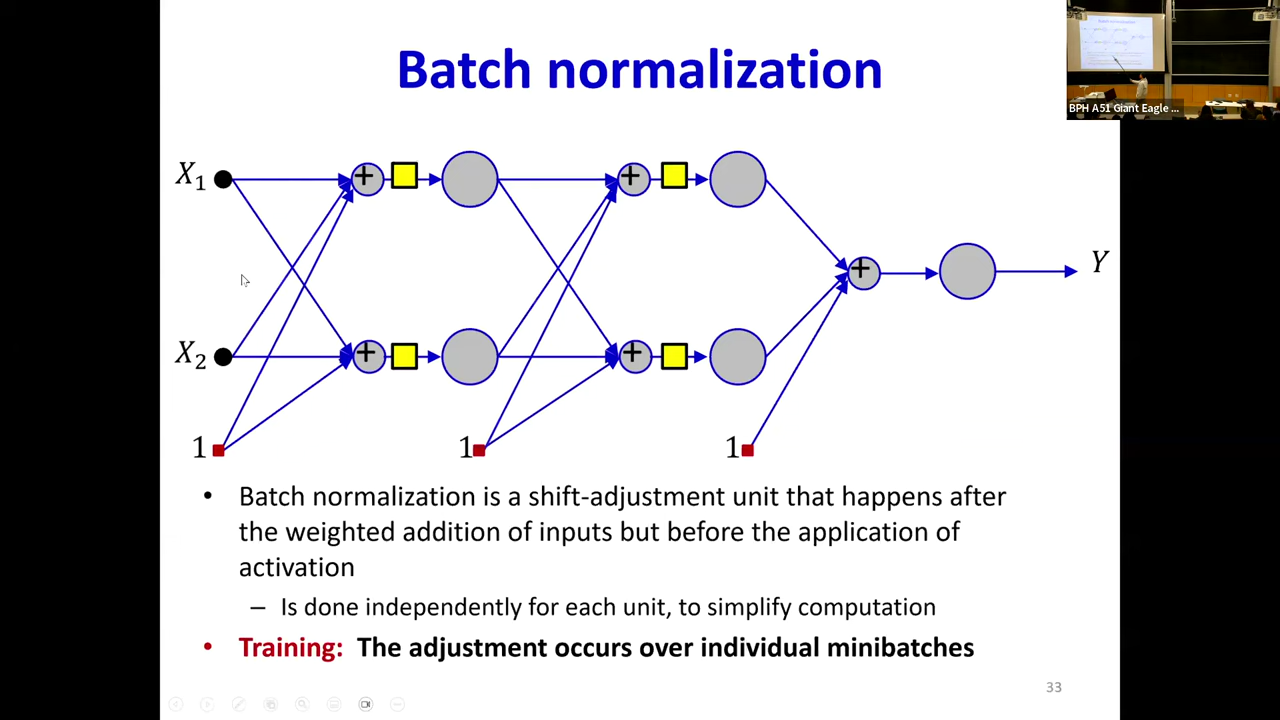 Batch normalization
BPH A51 Giant Eagle ...
X₁
+
+
Y
+
X₂
+
+
1
1
1
• Batch normalization is a shift-adjustment unit that happens after
the weighted addition of inputs but before the application of
activation
– Is done independently for each unit, to simplify computation
• Training: The adjustment occurs over individual minibatches
33